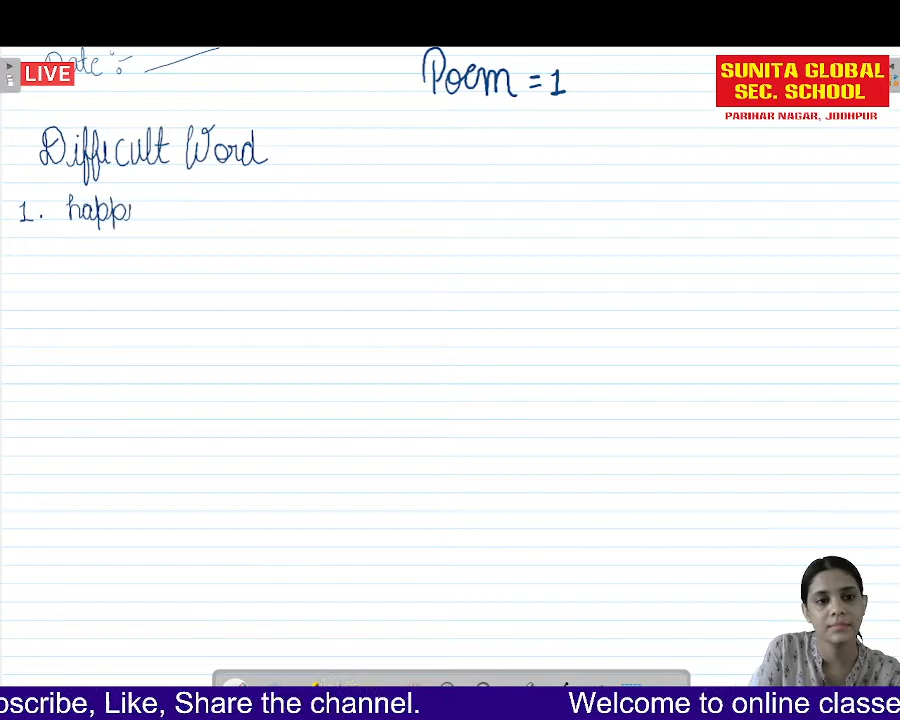 Date :-
LIVE
Poem = 1
SUNITA GLOBAL
SEC. SCHOOL
PARIHAR NAGAR, JODHPUR
Difficult Word
1. happ
bscribe, Like, Share the channel.
Welcome to online classe